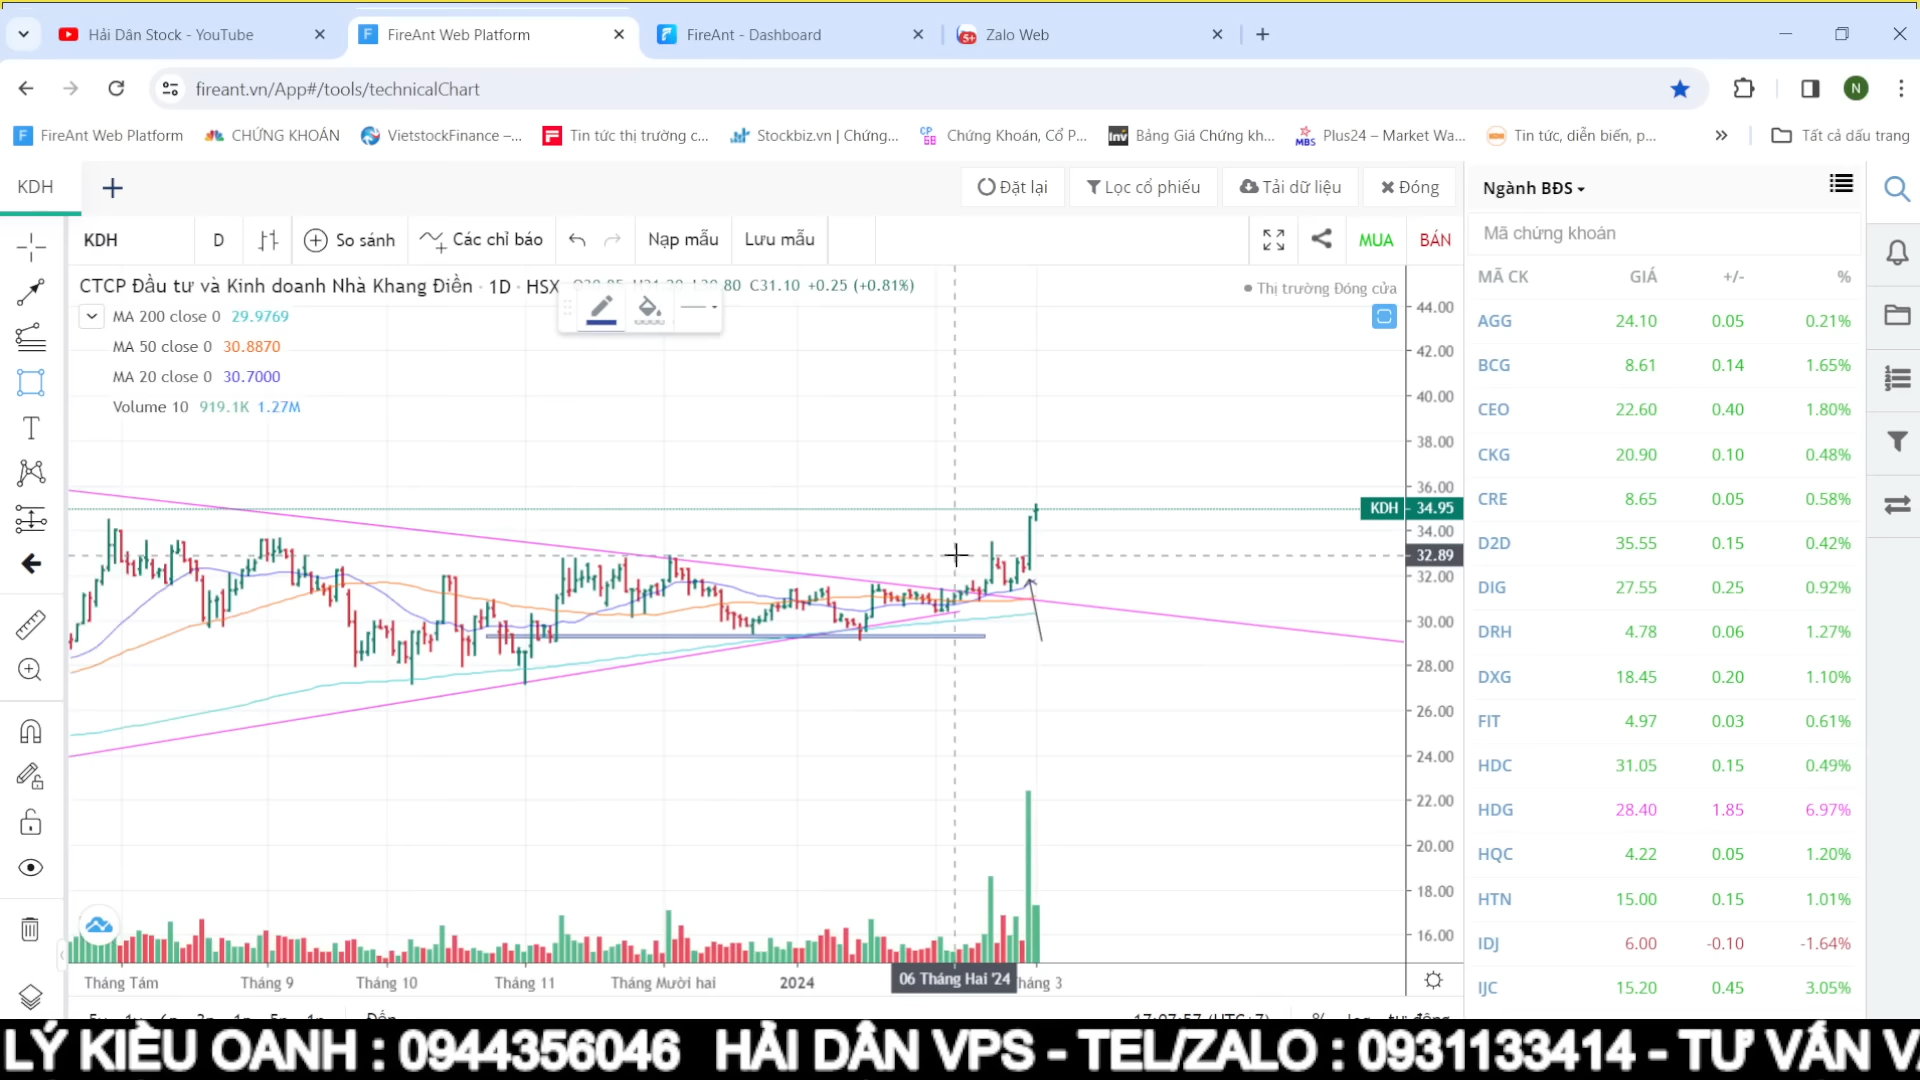 Hải Dân Stock - YouTube
FireAnt Web Platform
FireAnt - Dashboard
Zalo Web
fireant.vn/App#/tools/technicalChart
N
FireAnt Web Platform
CHỨNG KHOÁN
VietstockFinance –...
Tin tức thị trường c...
Stockbiz.vn | Chứng...
Chứng Khoán, Cổ P...
Bảng Giá Chứng kh...
Plus24 – Market Wa...
Tin tức, diễn biến, p...
Tất cả dấu trang
KDH
Đặt lại
Lọc cổ phiếu
Tải dữ liệu
Đóng
Ngành BĐS
KDH
D
So sánh
Các chỉ báo
Nạp mẫu
Lưu mẫu
MUA
BÁN
Mã chứng khoán
CTCP Đầu tư và Kinh doanh Nhà Khang Điền · 1D · HSX
C31.10 +0.25 (+0.81%)
Thị trường Đóng cửa
MA 200 close 0 29.9769
MA 50 close 0 30.8870
MA 20 close 0 30.7000
Volume 10 919.1K 1.27M
44.00
42.00
40.00
38.00
36.00
KDH 34.95
34.00
32.89
32.00
30.00
28.00
26.00
24.00
22.00
20.00
18.00
16.00
Tháng Tám
Tháng 9
Tháng 10
Tháng 11
Tháng Mười hai
2024
06 Tháng Hai '24
háng 3
MÃ CK GIÁ +/- %
AGG 24.10 0.05 0.21%
BCG 8.61 0.14 1.65%
CEO 22.60 0.40 1.80%
CKG 20.90 0.10 0.48%
CRE 8.65 0.05 0.58%
D2D 35.55 0.15 0.42%
DIG 27.55 0.25 0.92%
DRH 4.78 0.06 1.27%
DXG 18.45 0.20 1.10%
FIT 4.97 0.03 0.61%
HDC 31.05 0.15 0.49%
HDG 28.40 1.85 6.97%
HQC 4.22 0.05 1.20%
HTN 15.00 0.15 1.01%
IDJ 6.00 -0.10 -1.64%
IJC 15.20 0.45 3.05%
LÝ KIỀU OANH : 0944356046 HẢI DÂN VPS - TEL/ZALO : 0931133414 - TƯ VẤN V